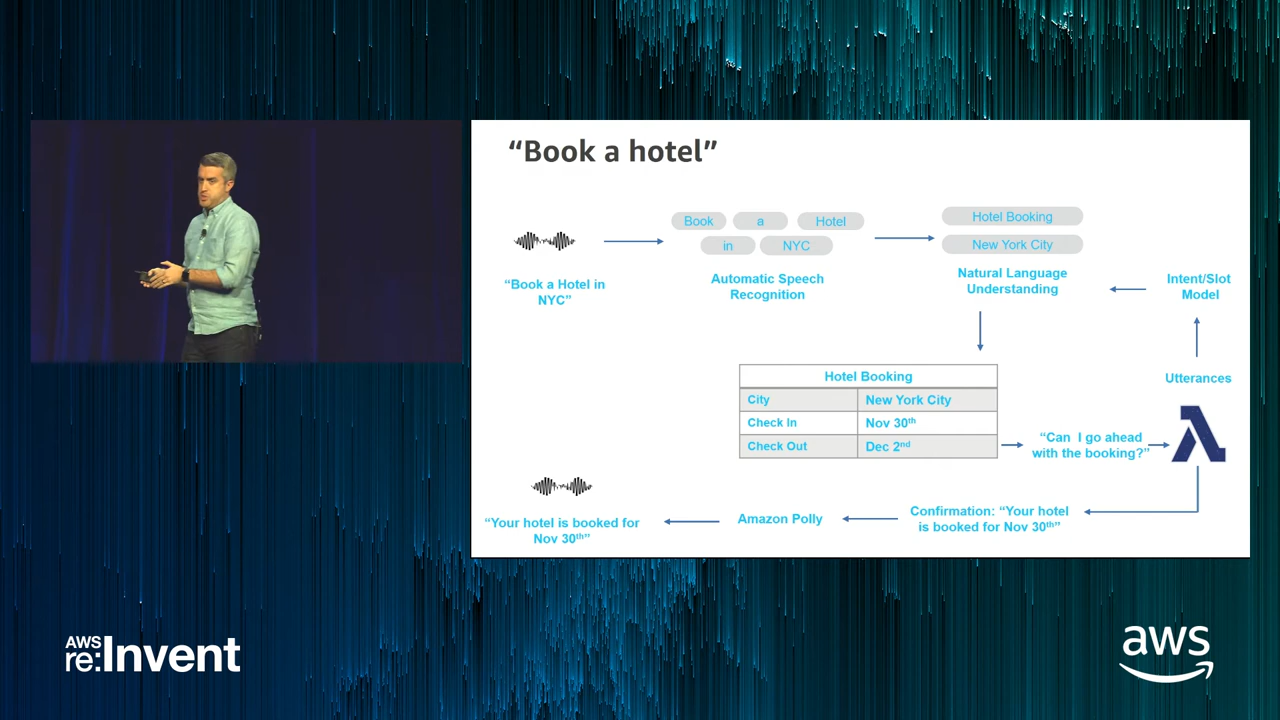 “Book a hotel”
Book a Hotel
in NYC
Hotel Booking
New York City
“Book a Hotel in
NYC”
Automatic Speech
Recognition
Natural Language
Understanding
Intent/Slot
Model
Utterances
Hotel Booking
City New York City
Check In Nov 30th
Check Out Dec 2nd
“Can I go ahead
with the booking?”
Confirmation: “Your hotel
is booked for Nov 30th”
Amazon Polly
“Your hotel is booked for
Nov 30th”
AWS
re:Invent
aws